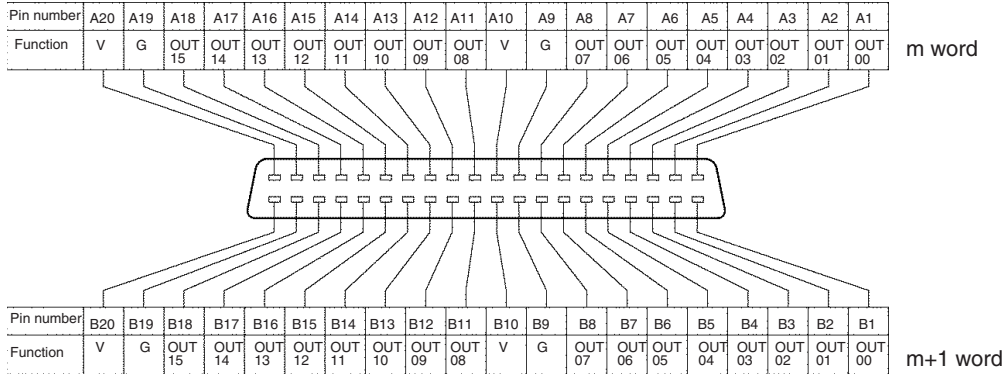 Pin number A20 A19 A18 A17 A16 A15 A14 A13 A12 A11 A10 A9 A8 A7 A6 A5 A4 A3 A2 A1
Function V G OUT 15 OUT 14 OUT 13 OUT 12 OUT 11 OUT 10 OUT 09 OUT 08 V G OUT 07 OUT 06 OUT 05 OUT 04 OUT 03 OUT 02 OUT 01 OUT 00 m word
Pin number B20 B19 B18 B17 B16 B15 B14 B13 B12 B11 B10 B9 B8 B7 B6 B5 B4 B3 B2 B1
Function V G OUT 15 OUT 14 OUT 13 OUT 12 OUT 11 OUT 10 OUT 09 OUT 08 V G OUT 07 OUT 06 OUT 05 OUT 04 OUT 03 OUT 02 OUT 01 OUT 00 m+1 word